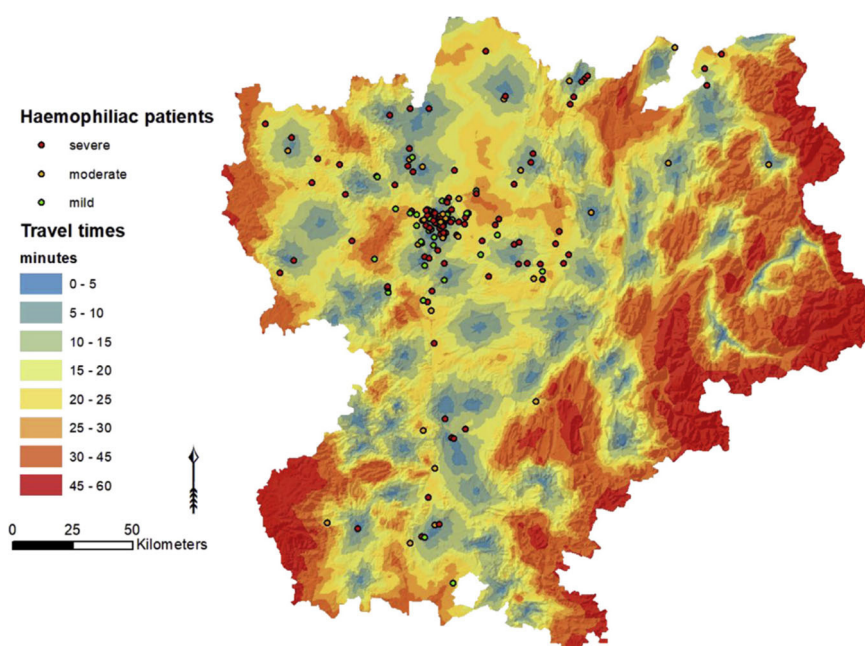 Haemophiliac patients
severe
moderate
mild
Travel times
minutes
0 - 5
5 - 10
10 - 15
15 - 20
20 - 25
25 - 30
30 - 45
45 - 60
0 25 50
Kilometers